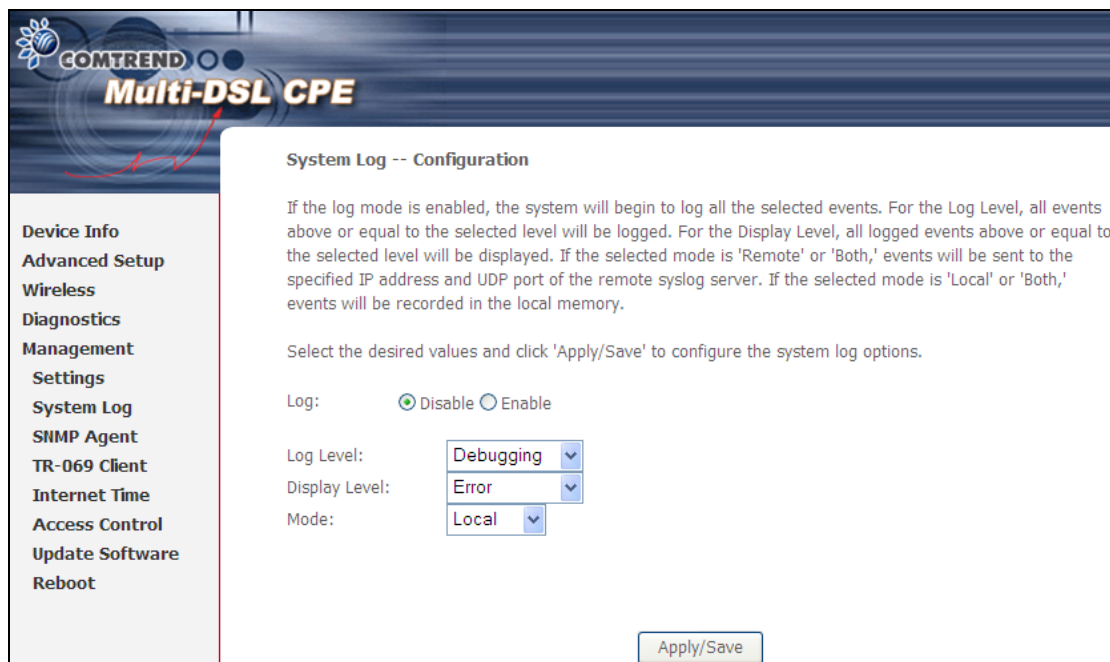 COMTREND
Multi-DSL CPE
Device Info
Advanced Setup
Wireless
Diagnostics
Management
Settings
System Log
SNMP Agent
TR-069 Client
Internet Time
Access Control
Update Software
Reboot
System Log -- Configuration
If the log mode is enabled, the system will begin to log all the selected events. For the Log Level, all events
above or equal to the selected level will be logged. For the Display Level, all logged events above or equal to
the selected level will be displayed. If the selected mode is 'Remote' or 'Both,' events will be sent to the
specified IP address and UDP port of the remote syslog server. If the selected mode is 'Local' or 'Both,'
events will be recorded in the local memory.
Select the desired values and click 'Apply/Save' to configure the system log options.
Log: Disable Enable
Log Level: Debugging
Display Level: Error
Mode: Local
Apply/Save